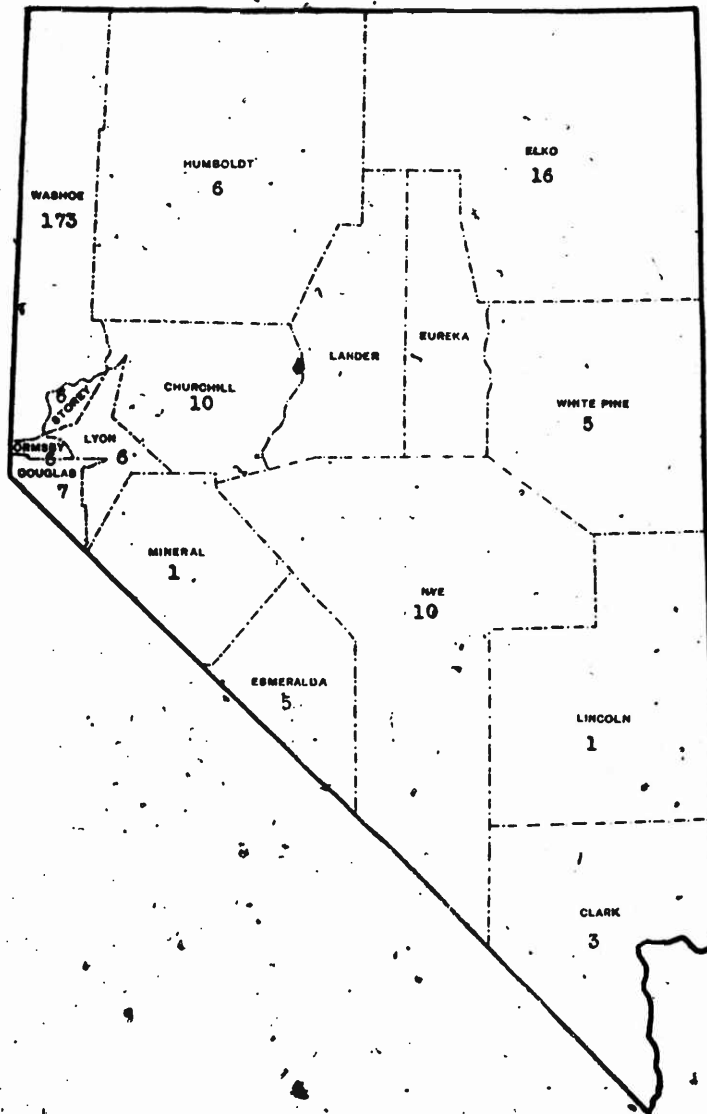 ELKO
16
HUMBOLDT
6
WASHOE
173
EUREKA
LANDER
CHURCHILL
10
WHITE PINE
5
STOREY
LYON
6
ORMSBY
6
DOUGLAS
7
MINERAL
1
NYE
10
ESMERALDA
5
LINCOLN
1
CLARK
3